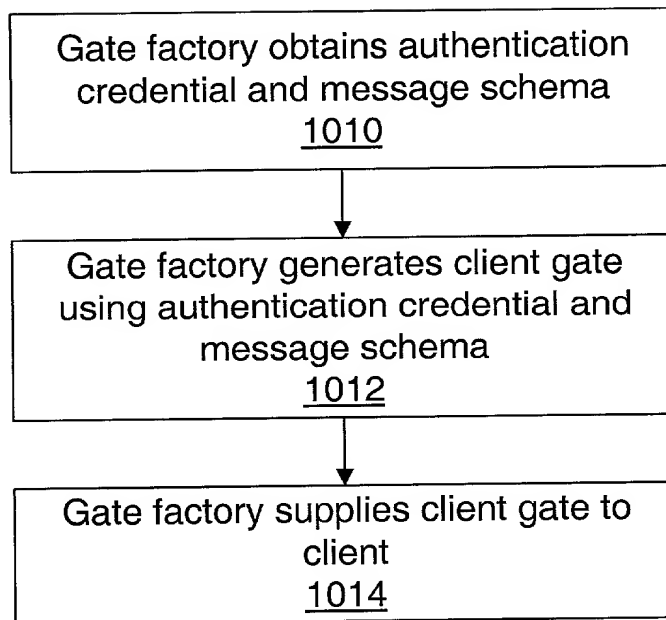 Gate factory obtains authentication
credential and message schema
1010
Gate factory generates client gate
using authentication credential and
message schema
1012
Gate factory supplies client gate to
client
1014